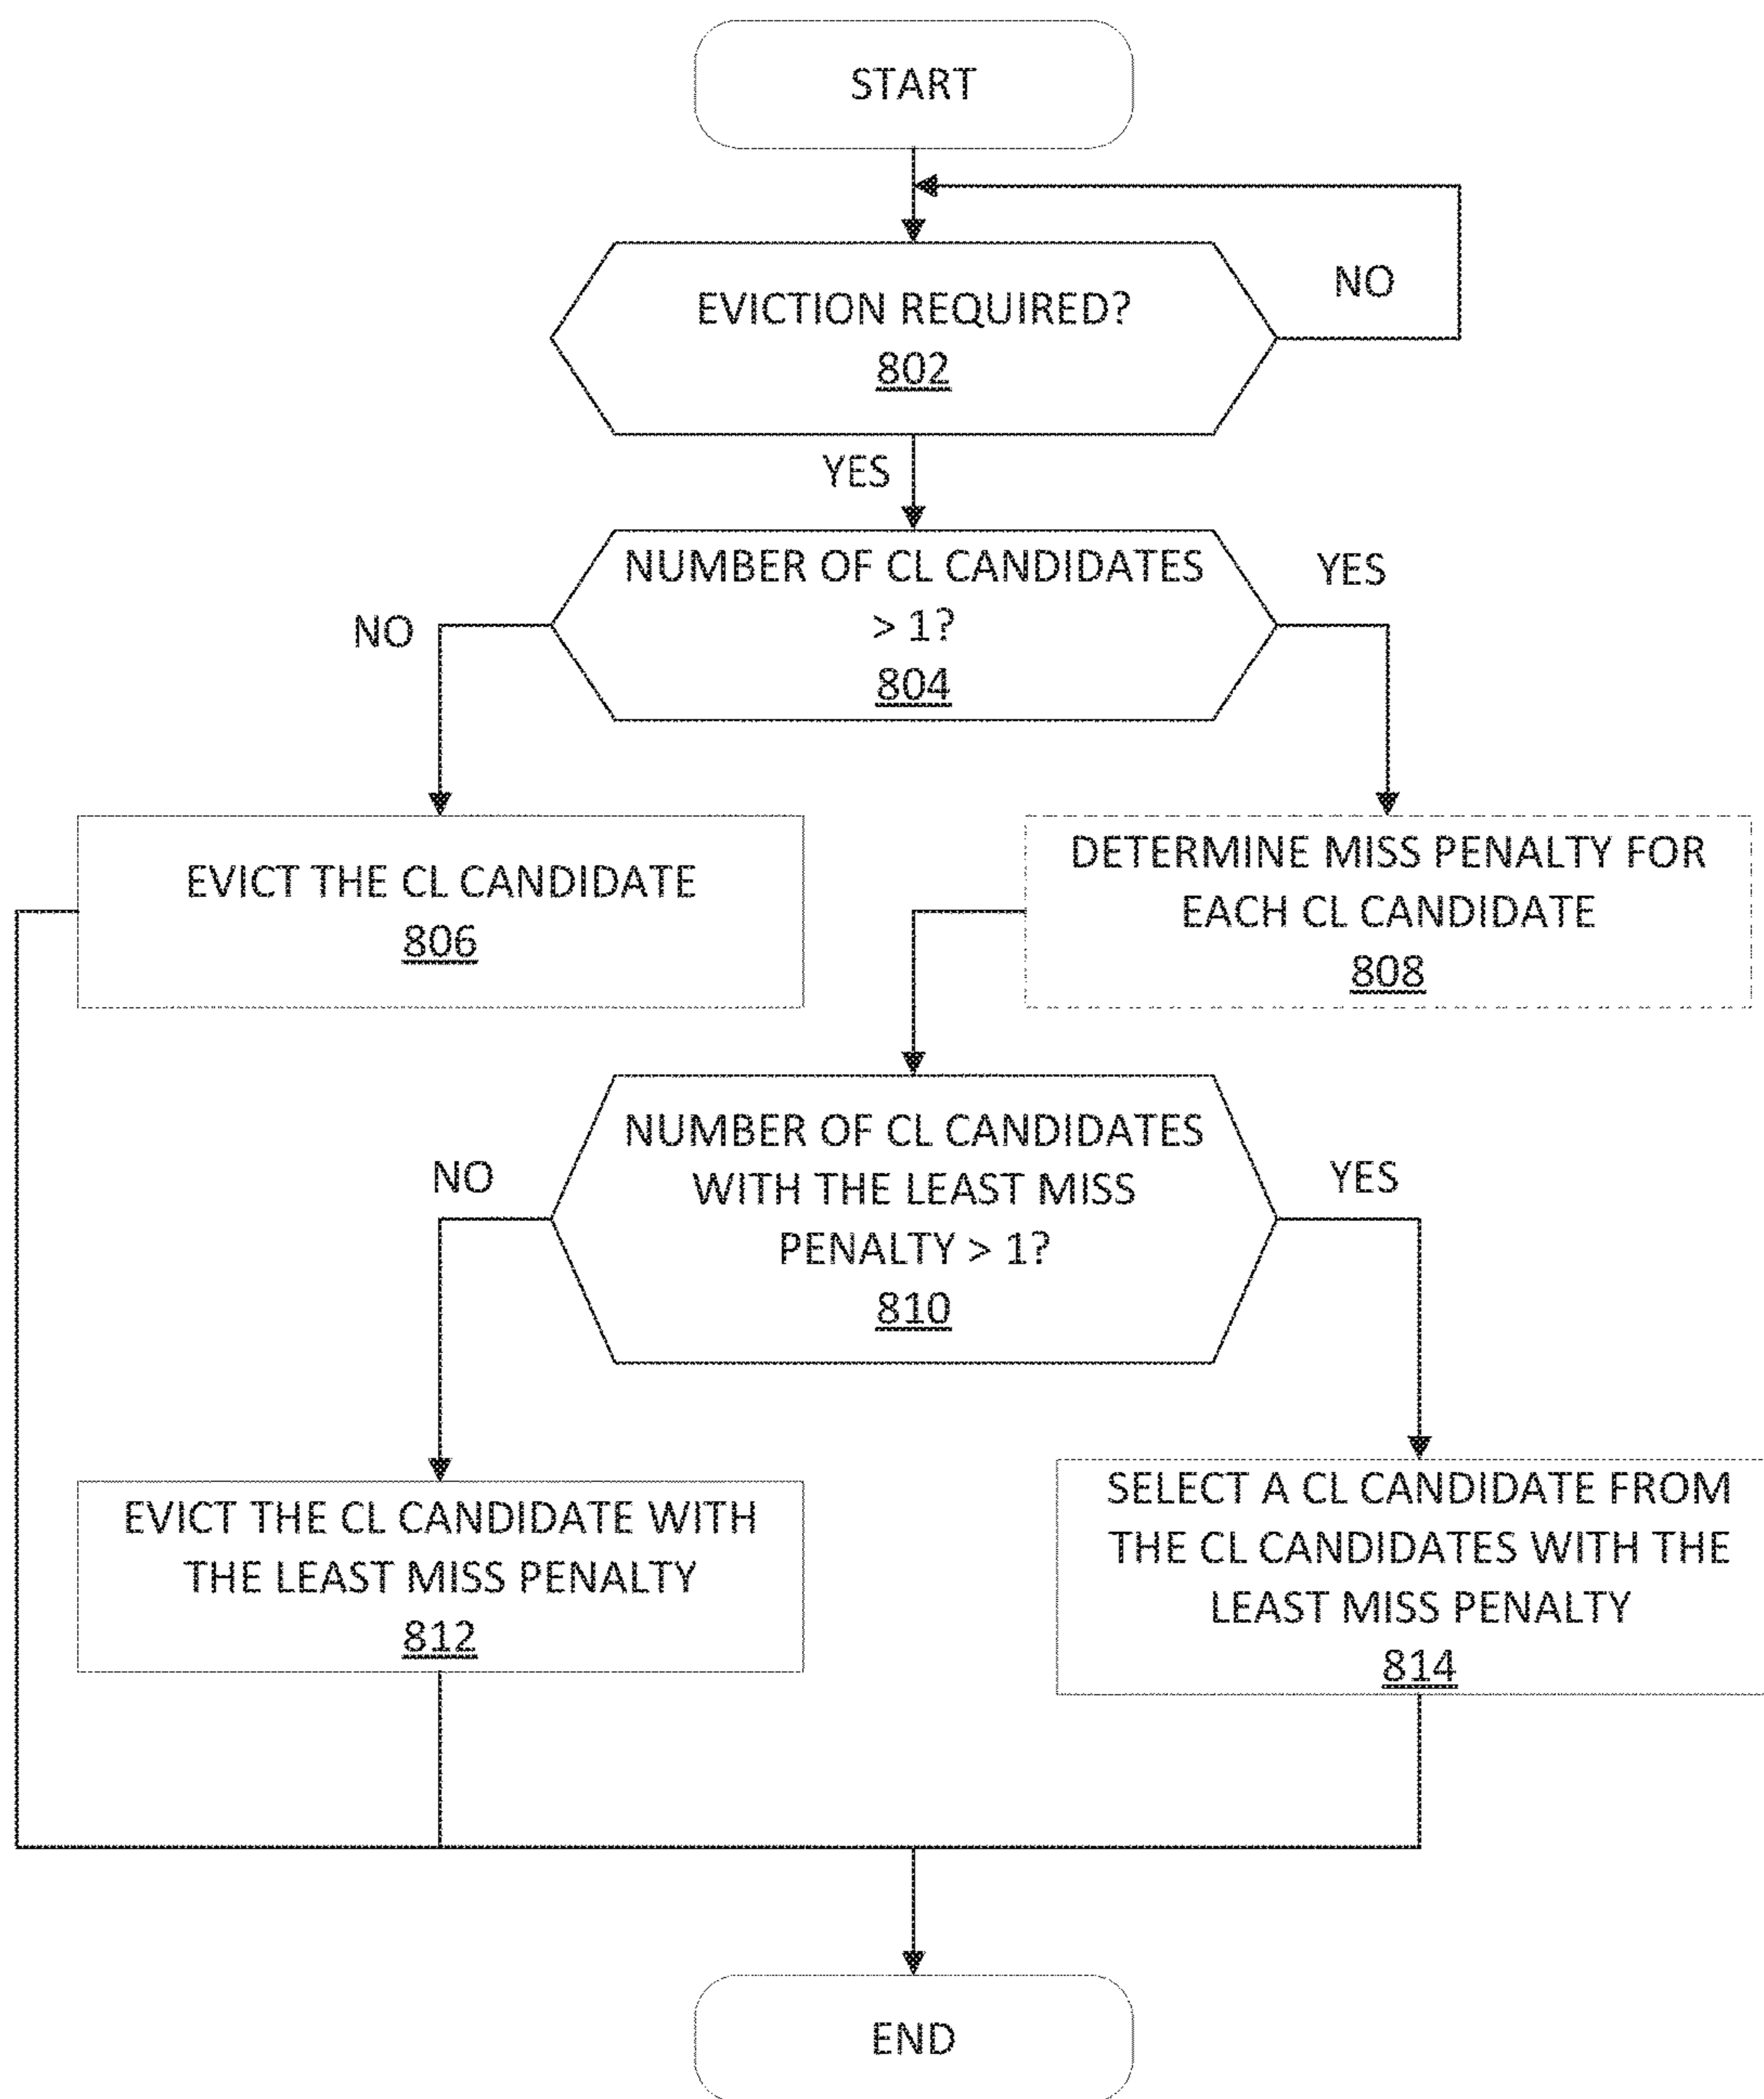 START
EVICTION REQUIRED?
802
NO
YES
NUMBER OF CL CANDIDATES
> 1?
804
NO
YES
EVICT THE CL CANDIDATE
806
DETERMINE MISS PENALTY FOR
EACH CL CANDIDATE
808
NUMBER OF CL CANDIDATES
WITH THE LEAST MISS
PENALTY > 1?
810
NO
YES
EVICT THE CL CANDIDATE WITH
THE LEAST MISS PENALTY
812
SELECT A CL CANDIDATE FROM
THE CL CANDIDATES WITH THE
LEAST MISS PENALTY
814
END